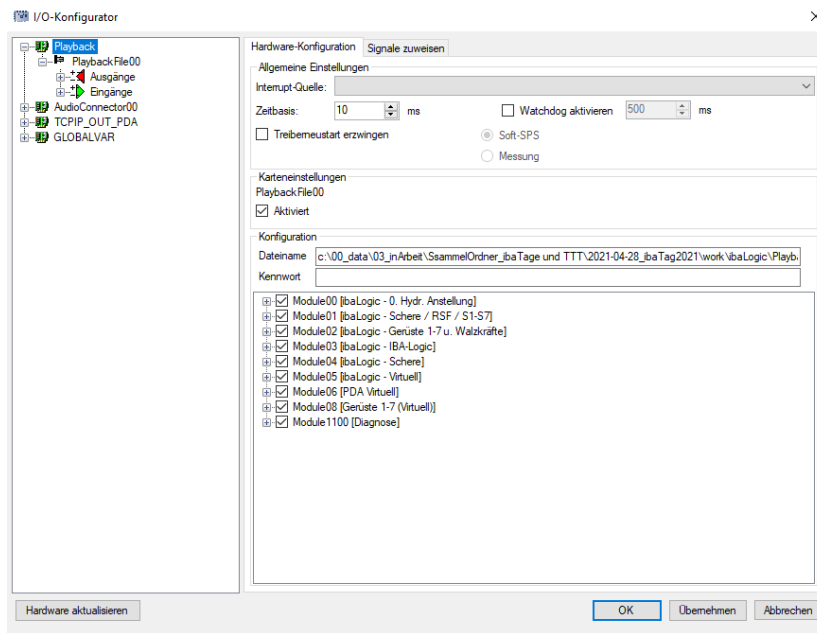 I/O-Konfigurator
Playback
PlaybackFile00
Ausgänge
Eingänge
AudioConnector00
TCPIP_OUT_PDA
GLOBALVAR
Hardware-Konfiguration Signale zuweisen
Allgemeine Einstellungen
Interrupt-Quelle:
Zeitbasis: 10 ms Watchdog aktivieren 500 ms
Treiberneustart erzwingen Soft-SPS
Messung
Karteneinstellungen
PlaybackFile00
Aktiviert
Konfiguration
Dateiname c:\00_data\03_inArbeit\SsammelOrdner_ibaTage und TTT\2021-04-28_ibaTag2021\work\ibaLogic\Playb
Kennwort
Module00 [ibaLogic - 0. Hydr. Anstellung]
Module01 [ibaLogic - Schere / RSF / S1-S7]
Module02 [ibaLogic - Gerüste 1-7 u. Walzkräfte]
Module03 [ibaLogic - IBA-Logic]
Module04 [ibaLogic - Schere]
Module05 [ibaLogic - Virtuell]
Module06 [PDA Virtuell]
Module08 [Gerüste 1-7 (Virtuell)]
Module1100 [Diagnose]
Hardware aktualisieren OK Übernehmen Abbrechen